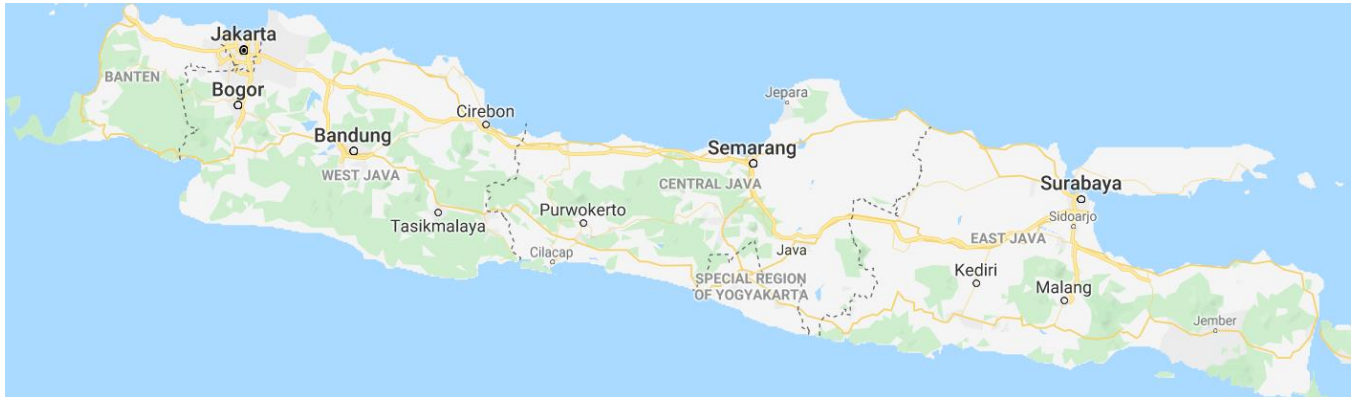 Jakarta
BANTEN
Bogor
Jepara
Cirebon
Bandung
Semarang
WEST JAVA
CENTRAL JAVA
Surabaya
Purwokerto
Sidoarjo
Tasikmalaya
EAST JAVA
Java
Cilacap
Kediri
SPECIAL REGION
OF YOGYAKARTA
Malang
Jember